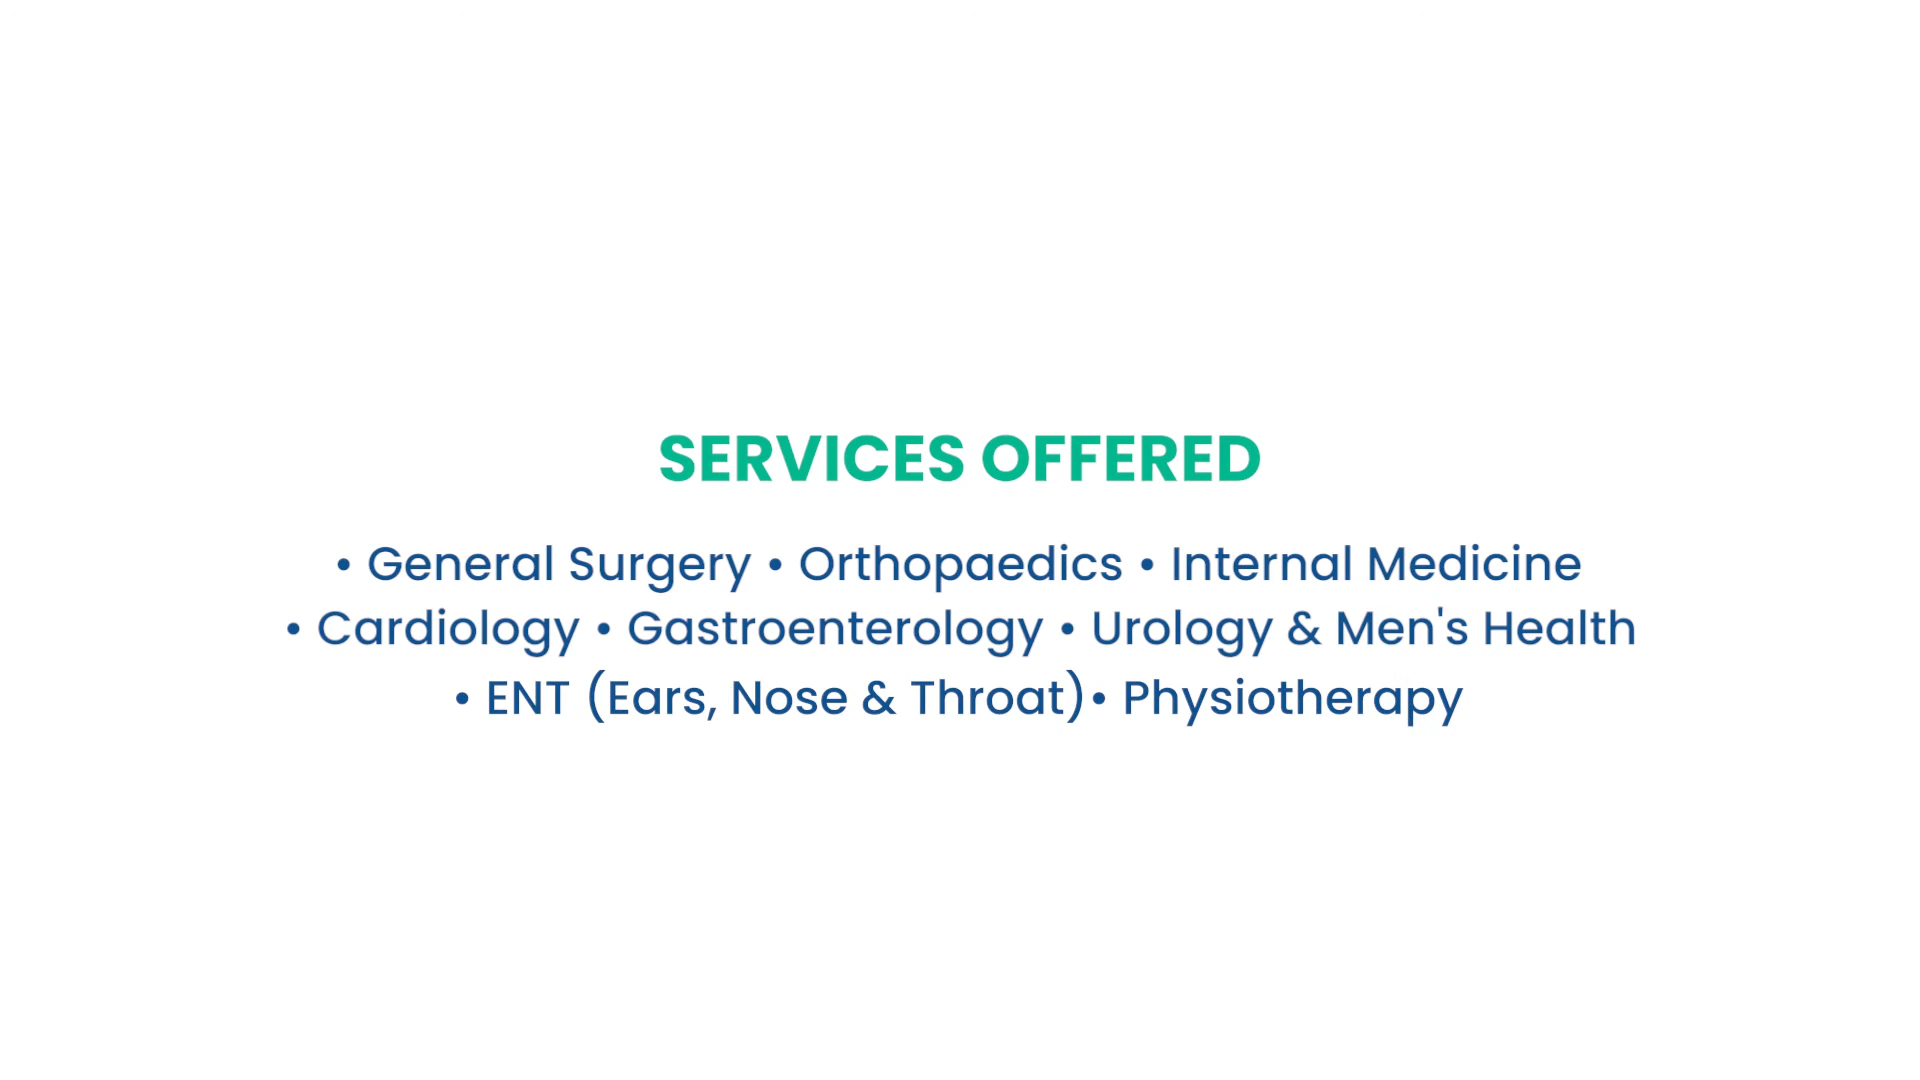 SERVICES OFFERED
• General Surgery • Orthopaedics • Internal Medicine
• Cardiology • Gastroenterology • Urology & Men's Health
• ENT (Ears, Nose & Throat)• Physiotherapy